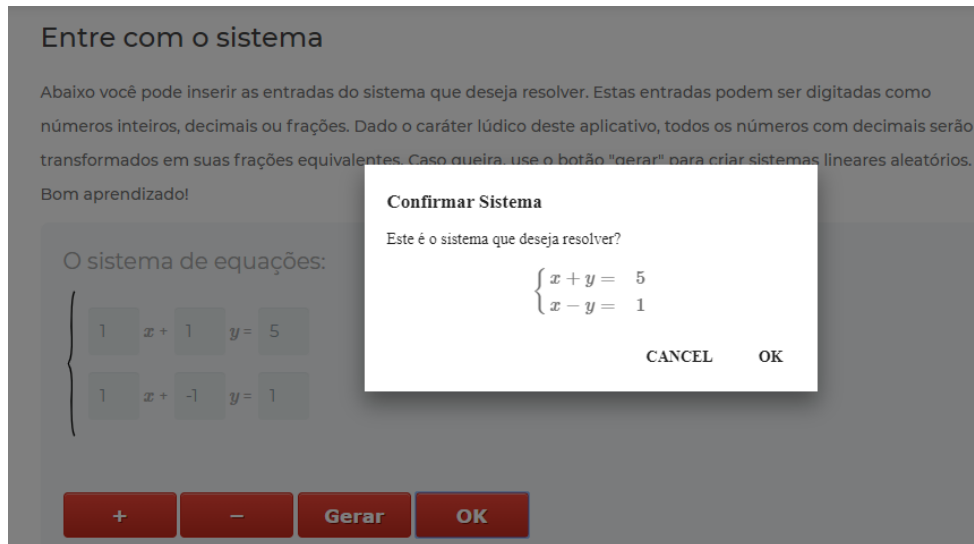 Entre com o sistema
Abaixo você pode inserir as entradas do sistema que deseja resolver. Estas entradas podem ser digitadas como
números inteiros, decimais ou frações. Dado o caráter lúdico deste aplicativo, todos os números com decimais serão
transformados em suas frações equivalentes. Caso queira, use o botão "gerar" para criar sistemas lineares aleatórios.
Bom aprendizado!
Confirmar Sistema
Este é o sistema que deseja resolver?
x + y = 5
x − y = 1
CANCEL OK
O sistema de equações:
1 x + 1 y = 5
1 x + -1 y = 1
+ − Gerar OK